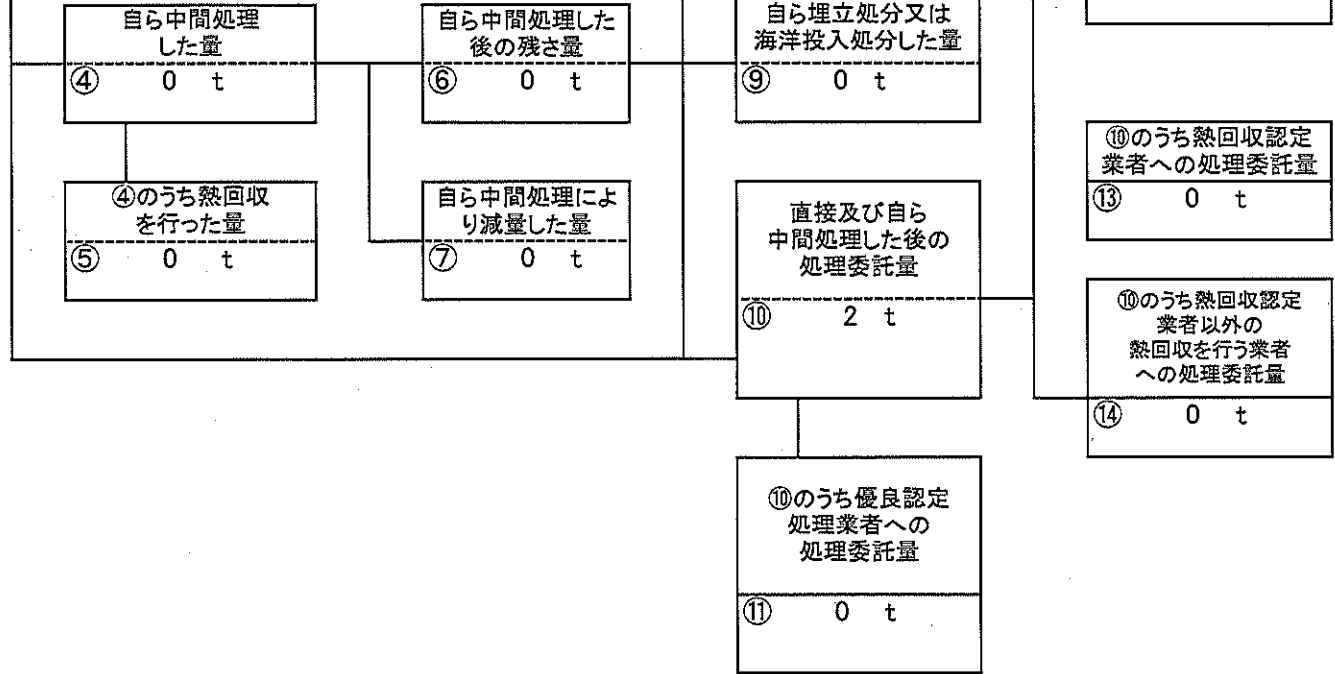 自ら中間処理
した量
④ 0 t
自ら中間処理した
後の残さ量
⑥ 0 t
自ら埋立処分又は
海洋投入処分した量
⑨ 0 t
④のうち熱回収
を行った量
⑤ 0 t
自ら中間処理によ
り減量した量
⑦ 0 t
直接及び自ら
中間処理した後の
処理委託量
⑩ 2 t
⑩のうち熱回収認定
業者への処理委託量
⑬ 0 t
⑩のうち熱回収認定
業者以外の
熱回収を行う業者
への処理委託量
⑭ 0 t
⑩のうち優良認定
処理業者への
処理委託量
⑪ 0 t